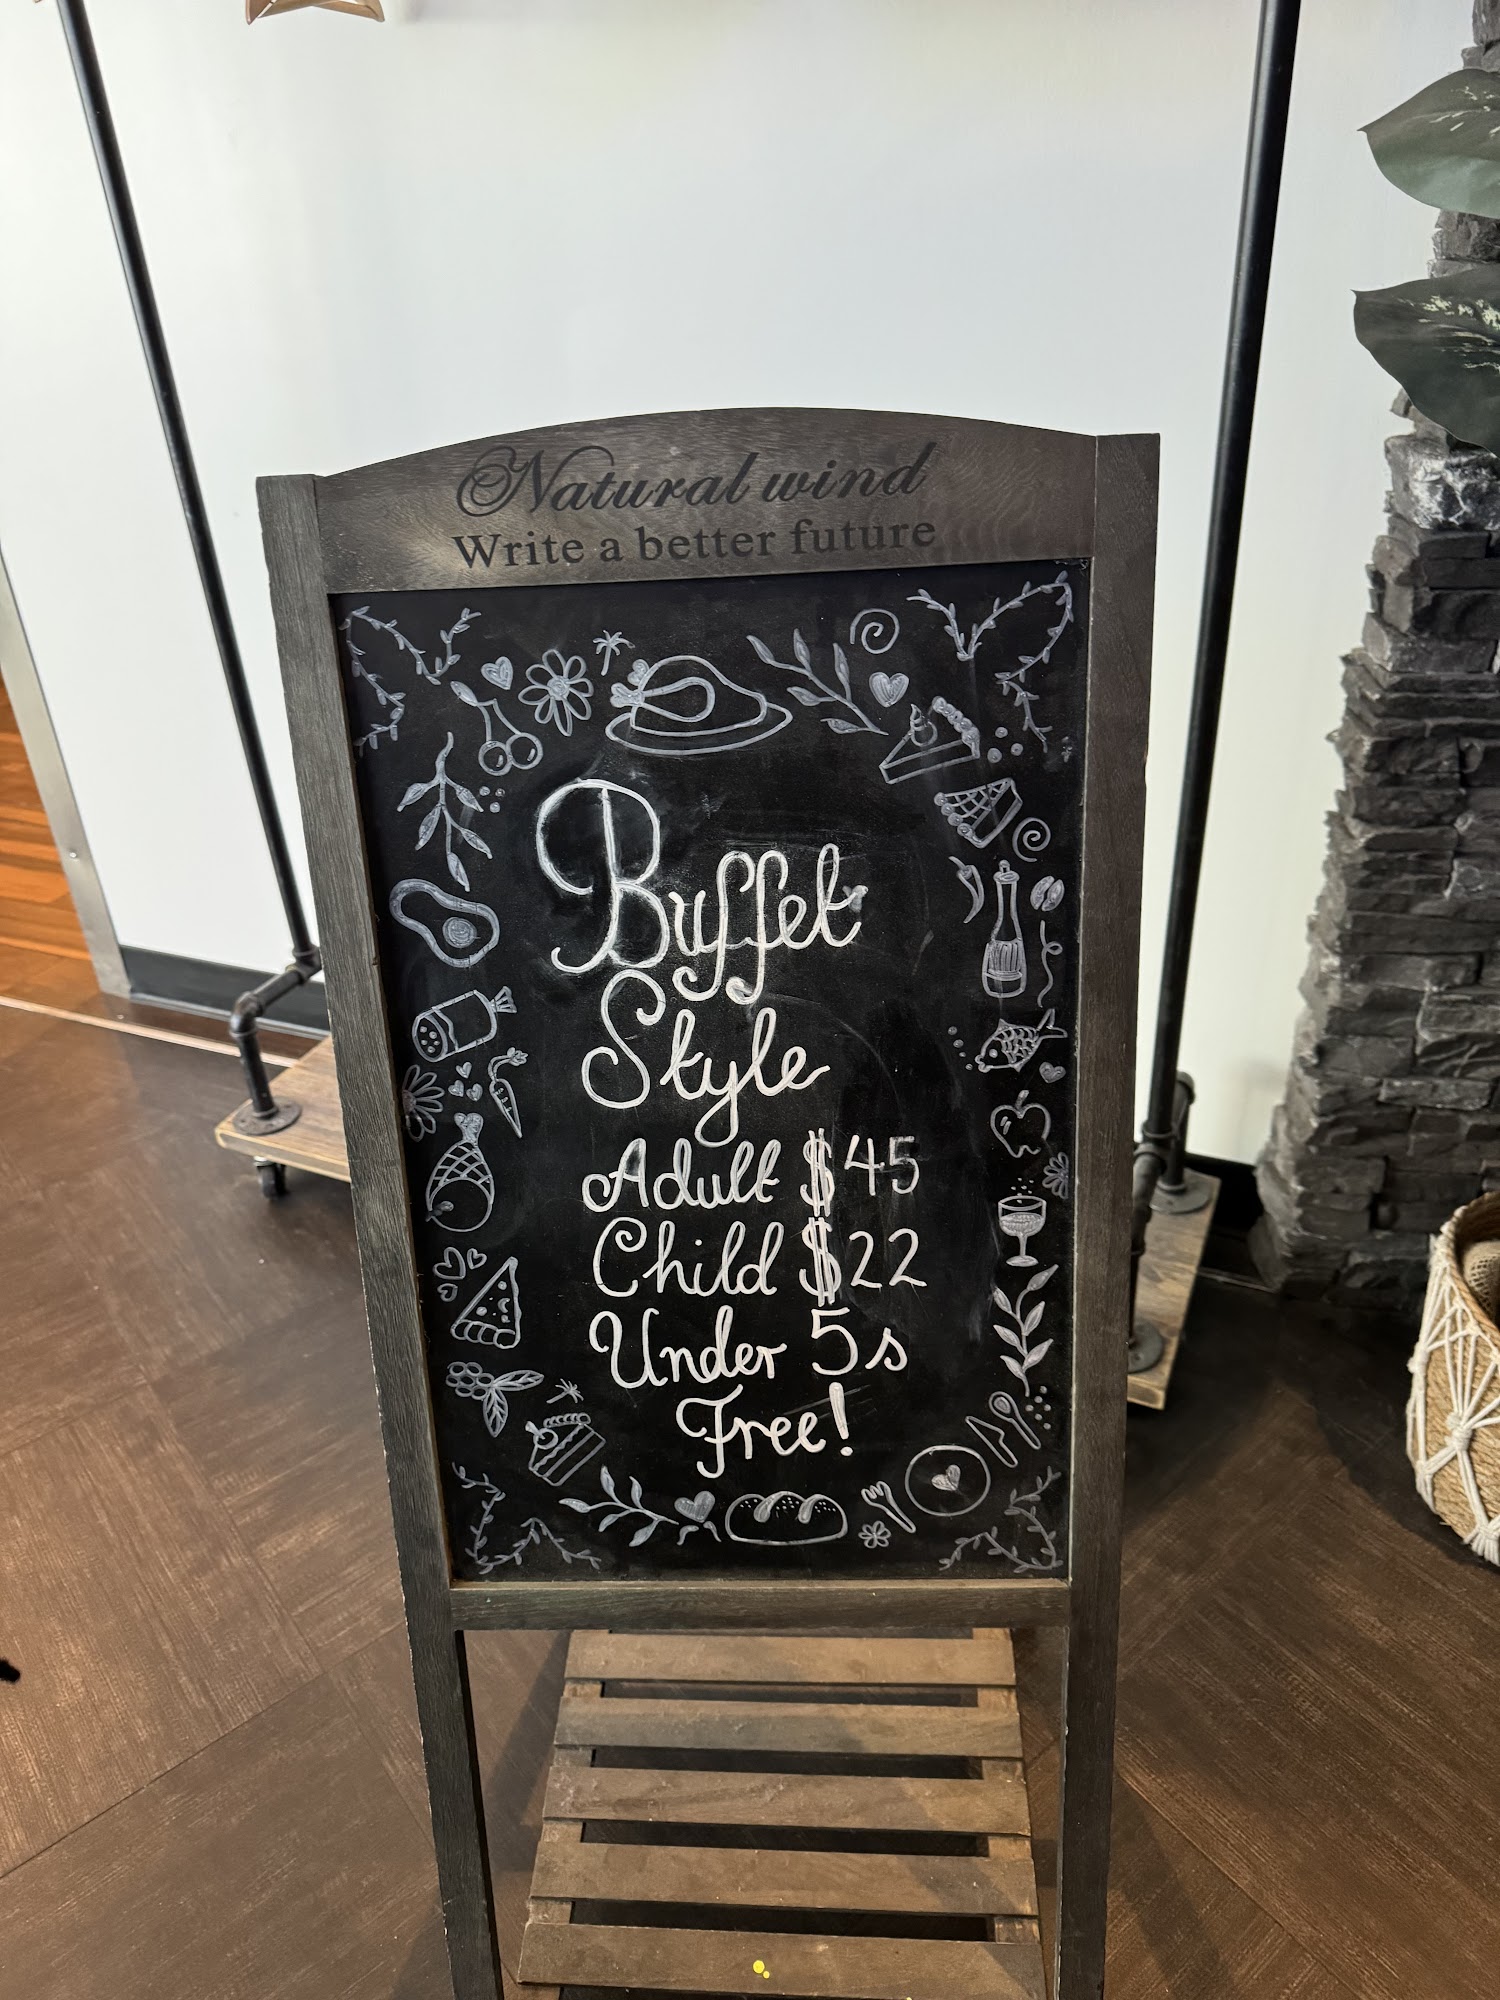 Natural wind
Write a better future
Buffet
Style
Adult $45
Child $22
Under 5s
Free!